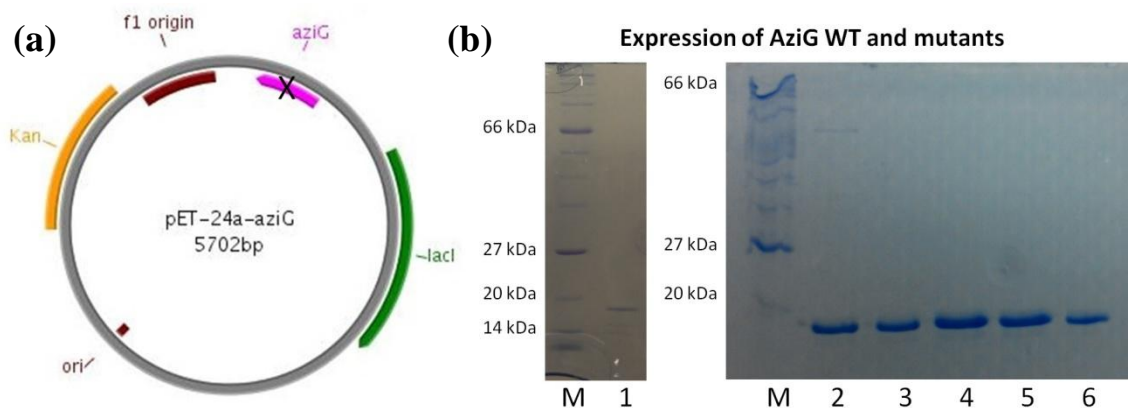 (a)
f1 origin
aziG
X
Kan
pET-24a-aziG
5702bp
lacI
ori
(b)
Expression of AziG WT and mutants
66 kDa
27 kDa
20 kDa
14 kDa
M 1
66 kDa
27 kDa
20 kDa
M 2 3 4 5 6